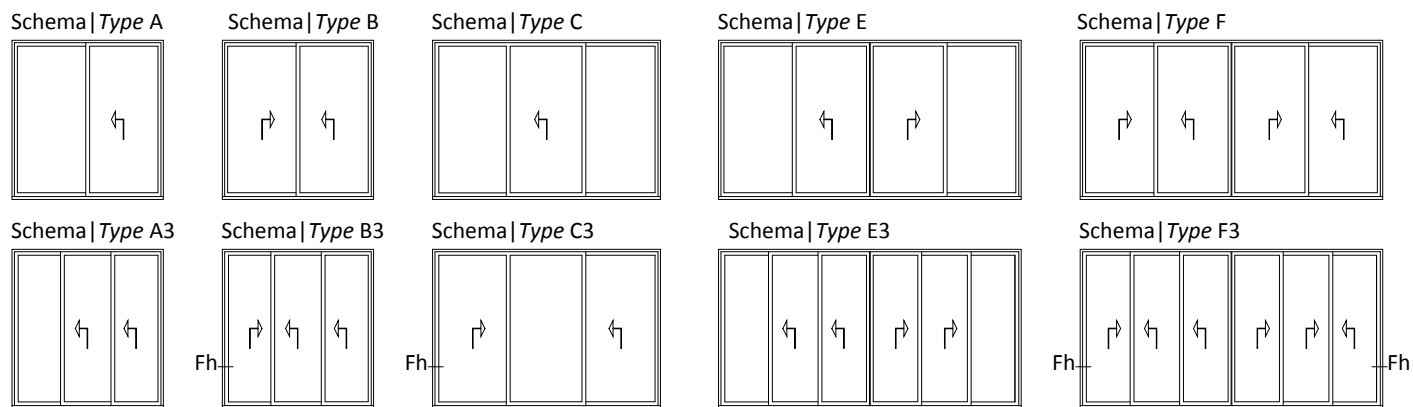 Schema|Type A
Schema|Type B
Schema|Type C
Schema|Type E
Schema|Type F
Schema|Type A3
Schema|Type B3
Schema|Type C3
Schema|Type E3
Schema|Type F3
Fh
Fh
Fh
Fh